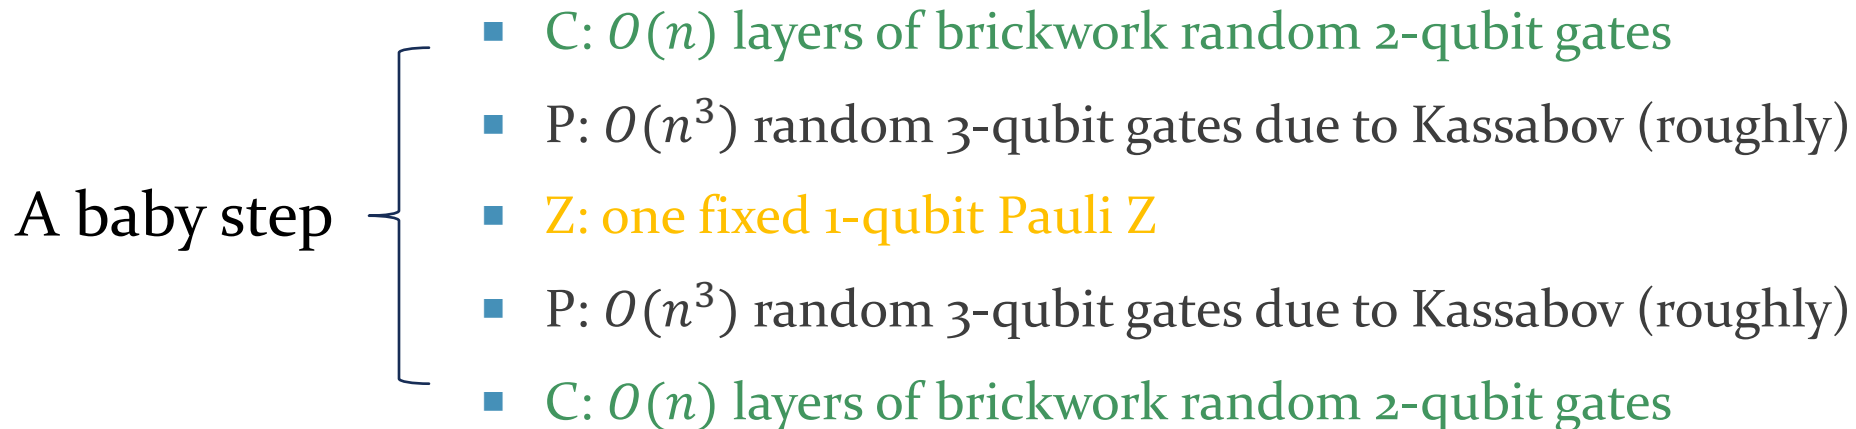 C: O(n) layers of brickwork random 2-qubit gates
P: O(n³) random 3-qubit gates due to Kassabov (roughly)
A baby step
Z: one fixed 1-qubit Pauli Z
P: O(n³) random 3-qubit gates due to Kassabov (roughly)
C: O(n) layers of brickwork random 2-qubit gates